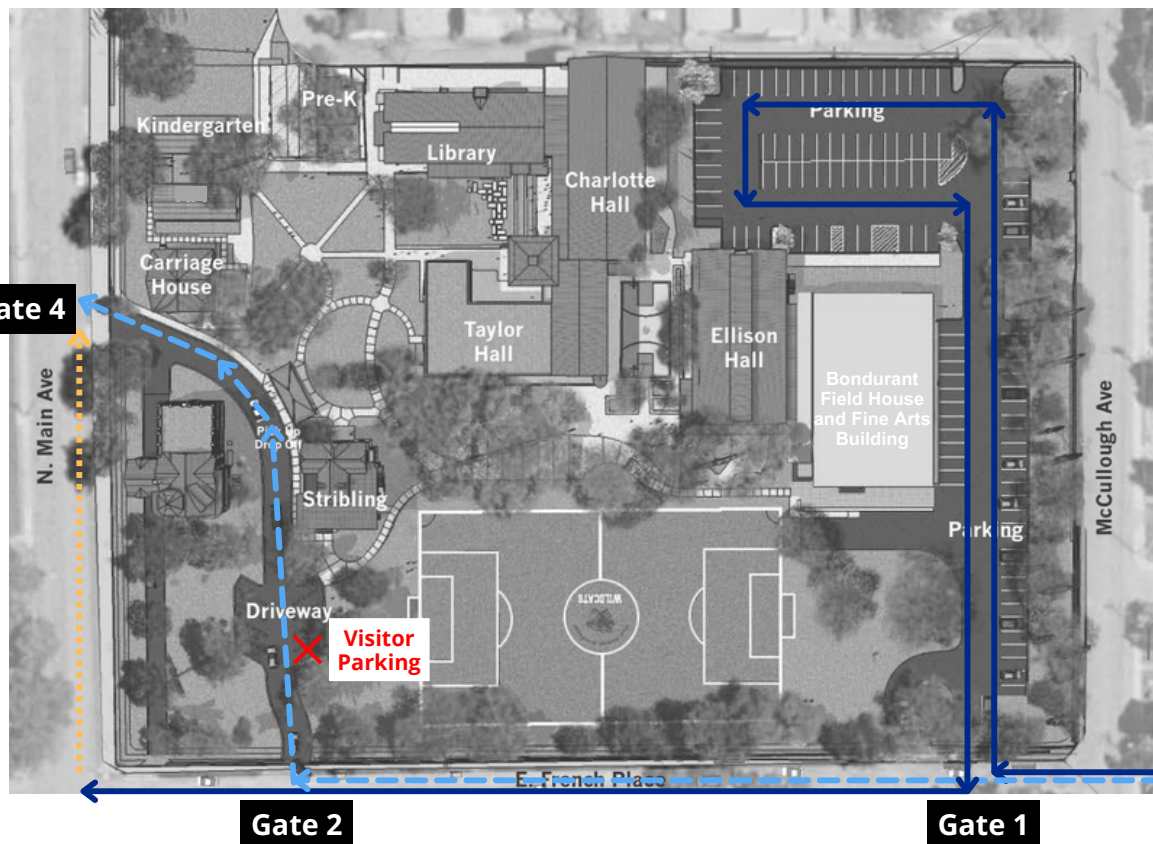 Pre-K
Kindergarten
Library
Parking
Charlotte
Hall
Carriage
House
ate 4
Taylor
Hall
Ellison
Hall
Bondurant
Field House
and Fine Arts
Building
N. Main Ave
McCullough Ave
Pick Up
Drop Off
Stribling
Parking
Driveway
WILDCATS
Visitor
Parking
E. French Place
Gate 2
Gate 1